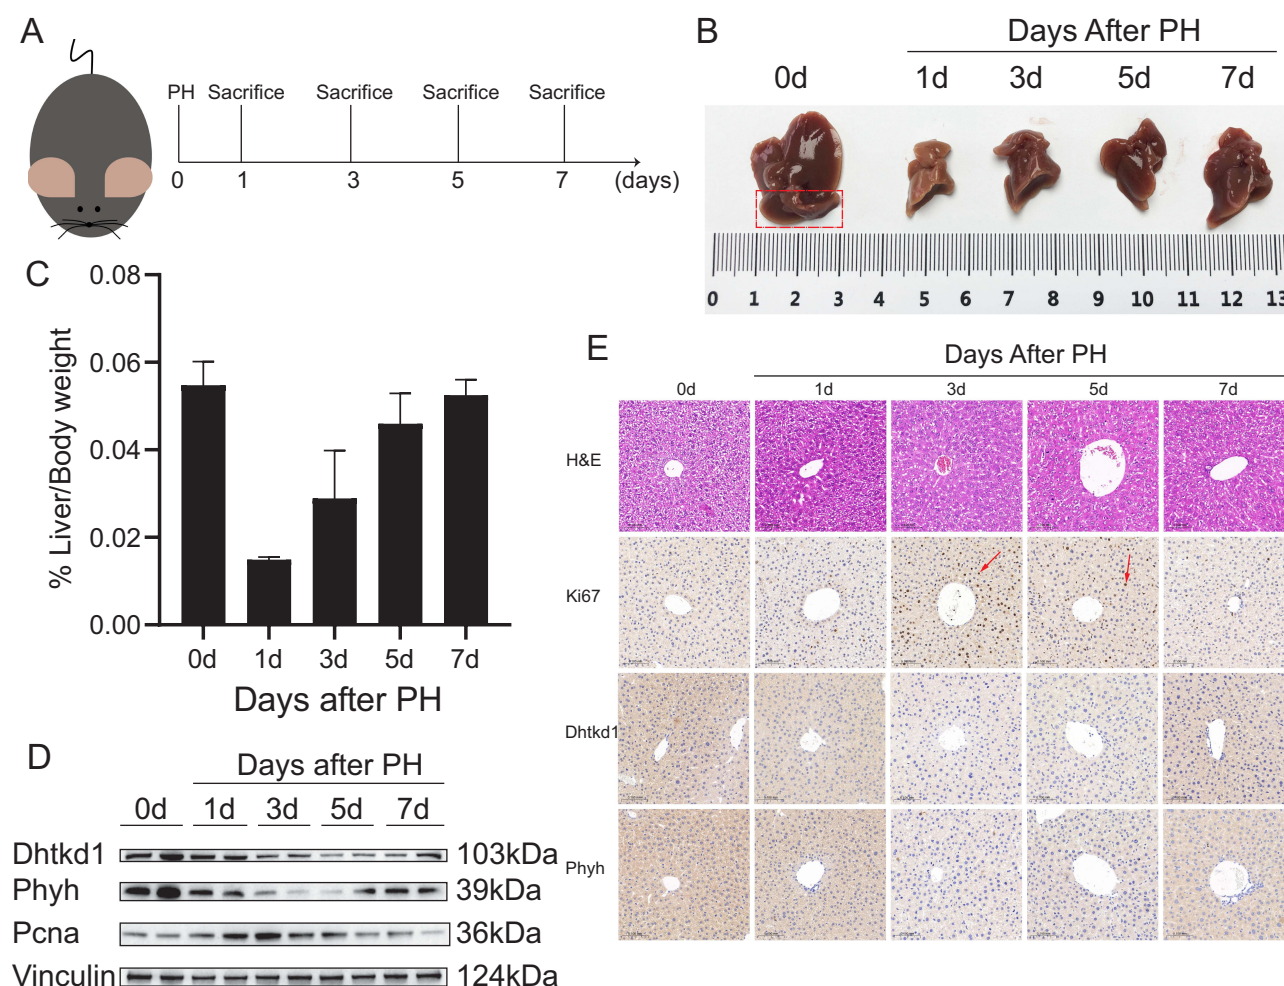 A
PH Sacrifice Sacrifice Sacrifice Sacrifice
0 1 3 5 7 (days)
B
Days After PH
0d 1d 3d 5d 7d
0 1 2 3 4 5 6 7 8 9 10 11 12 13
C
% Liver/Body weight
0.08
0.06
0.04
0.02
0.00
0d 1d 3d 5d 7d
Days after PH
D
Days after PH
0d 1d 3d 5d 7d
Dhtkd1 103kDa
Phyh 39kDa
Pcna 36kDa
Vinculin 124kDa
E
Days After PH
0d 1d 3d 5d 7d
H&E
Ki67
Dhtkd1
Phyh